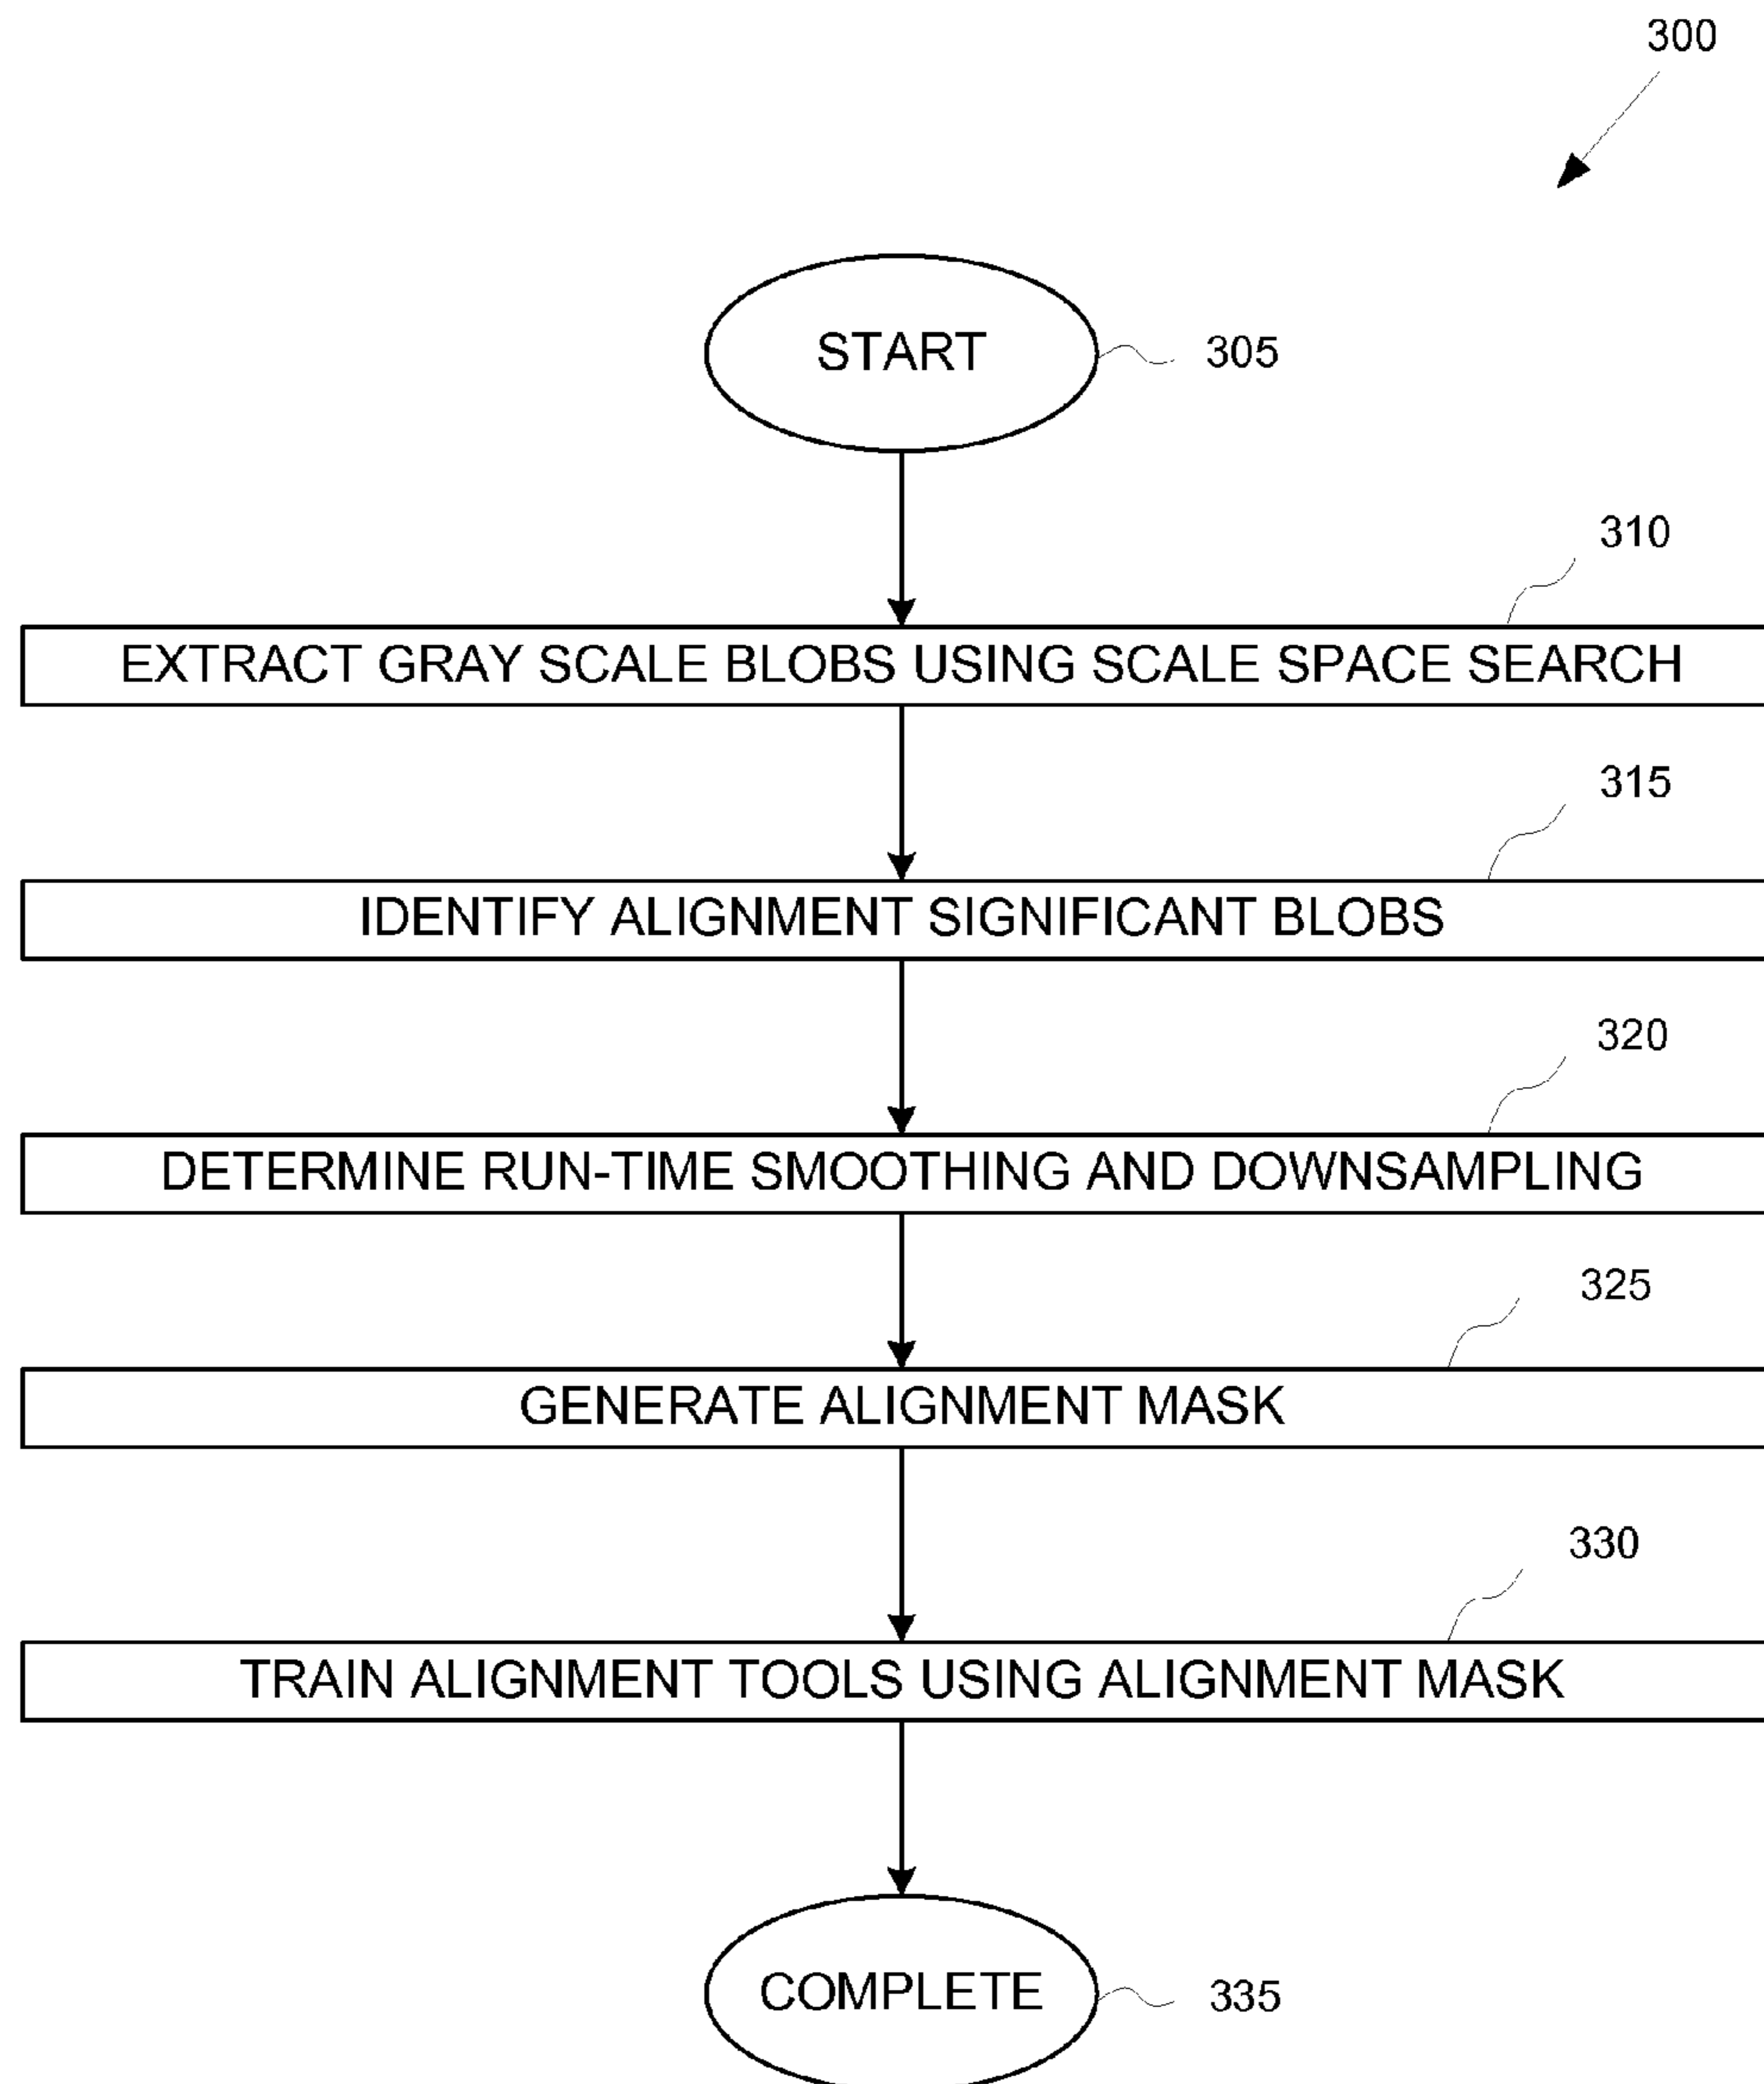 300
START
305
310
EXTRACT GRAY SCALE BLOBS USING SCALE SPACE SEARCH
315
IDENTIFY ALIGNMENT SIGNIFICANT BLOBS
320
DETERMINE RUN-TIME SMOOTHING AND DOWNSAMPLING
325
GENERATE ALIGNMENT MASK
330
TRAIN ALIGNMENT TOOLS USING ALIGNMENT MASK
COMPLETE
335